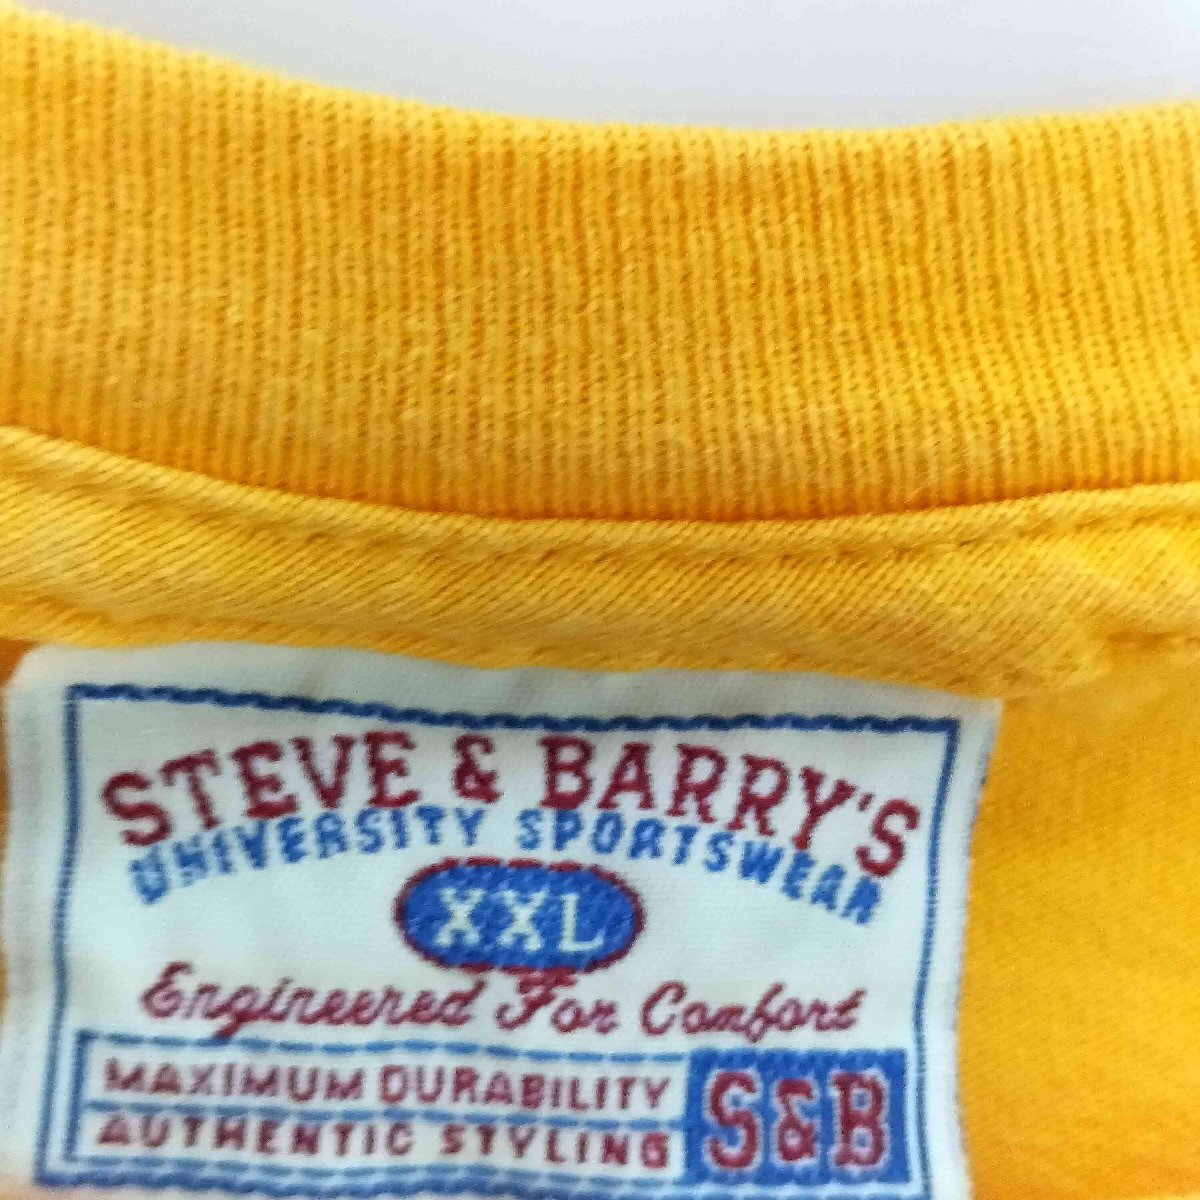 STEVE & BARRY'S
UNIVERSITY SPORTSWEAR
XXL
Engineered For Comfort
MAXIMUM DURABILITY
AUTHENTIC STYLING
S&B